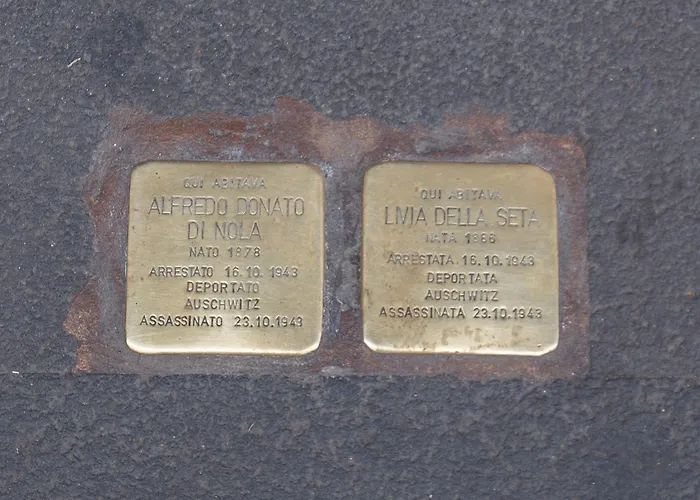 QUI ABITAVA
ALFREDO DONATO
DI NOLA
NATO 1878
ARRESTATO 16.10.1943
DEPORTATO
AUSCHWITZ
ASSASSINATO 23.10.1943
QUI ABITAVA
LIVIA DELLA SETA
NATA 1866
ARRESTATA 16.10.1943
DEPORTATA
AUSCHWITZ
ASSASSINATA 23.10.1943